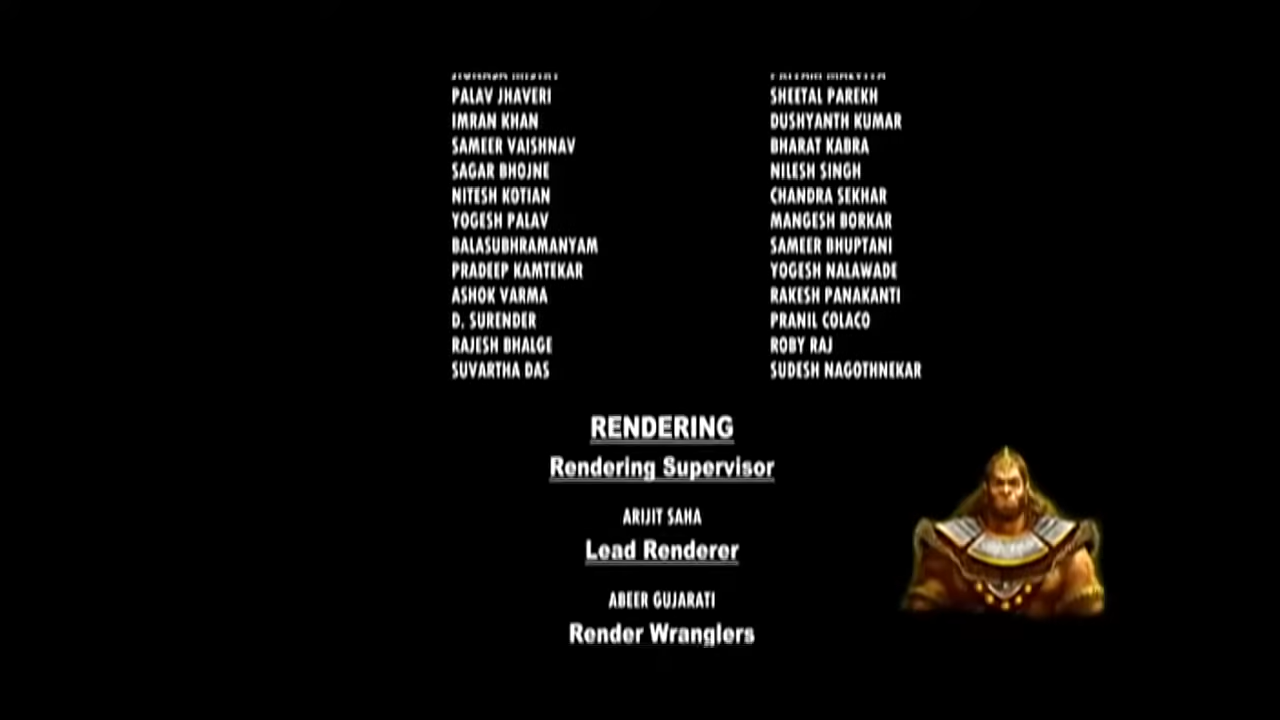 PALAV JHAVERI SHEETAL PAREKH
IMRAN KHAN DUSHYANTH KUMAR
SAMEER VAISHNAV BHARAT KABRA
SAGAR BHOJNE NILESH SINGH
NITESH KOTIAN CHANDRA SEKHAR
YOGESH PALAV MANGESH BORKAR
BALASUBHRAMANYAM SAMEER BHUPTANI
PRADEEP KAMTEKAR YOGESH NALAWADE
ASHOK VARMA RAKESH PANAKANTI
D. SURENDER PRANIL COLACO
RAJESH BHALGE ROBY RAJ
SUVARTHA DAS SUDESH NAGOTHNEKAR
RENDERING
Rendering Supervisor
ARIJIT SAHA
Lead Renderer
ABEER GUJARATI
Render Wranglers